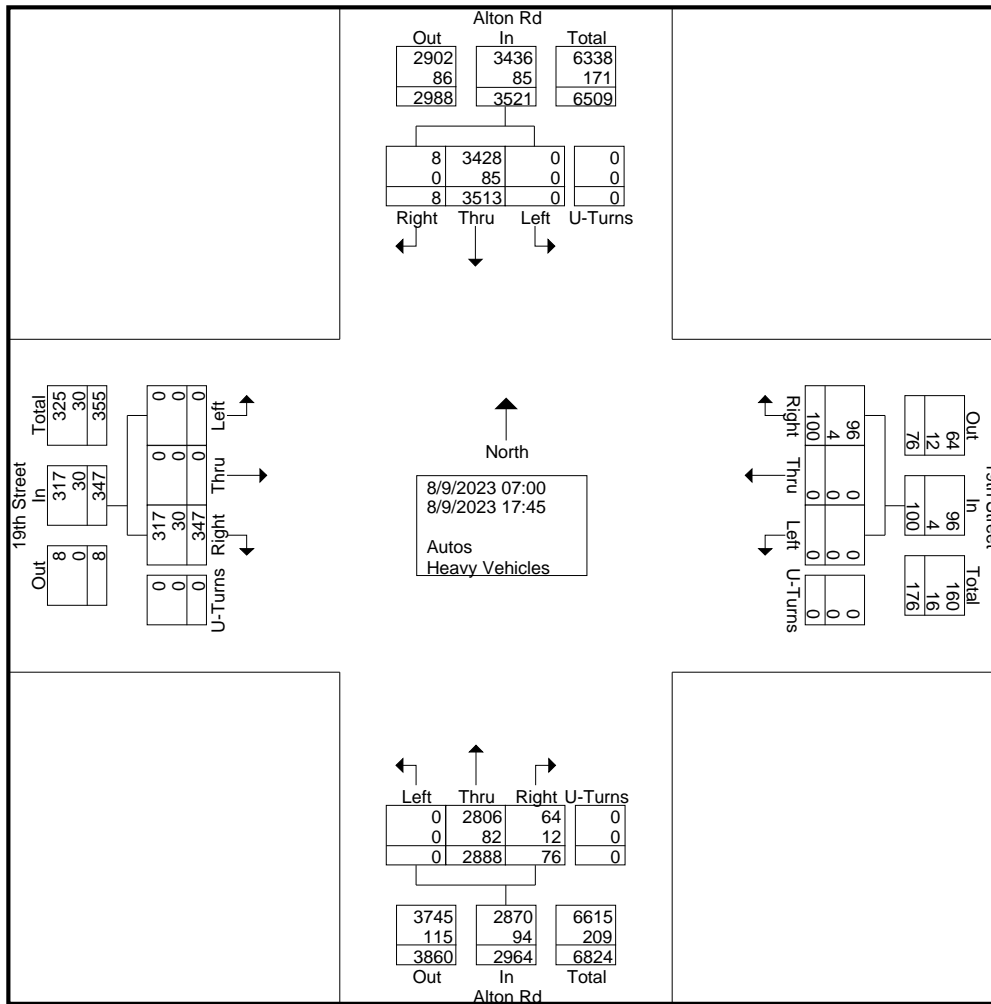 Alton Rd
Out In Total
2902 3436 6338
86 85 171
2988 3521 6509
8 3428 0 0
0 85 0 0
8 3513 0 0
Right Thru Left U-Turns
19th Street
Total In Out
325 317 8
30 30 0
355 347 8
0 0 317 0
0 0 30 0
0 0 347 0
Left Thru Right U-Turns
North
8/9/2023 07:00
8/9/2023 17:45
Autos
Heavy Vehicles
Right Thru Left U-Turns
96 0 0 0
4 0 0 0
100 0 0 0
Out In Total
64 96 160
12 4 16
76 100 176
Street
Left Thru Right U-Turns
0 2806 64 0
0 82 12 0
0 2888 76 0
3745 2870 6615
115 94 209
3860 2964 6824
Out In Total
Alton Rd